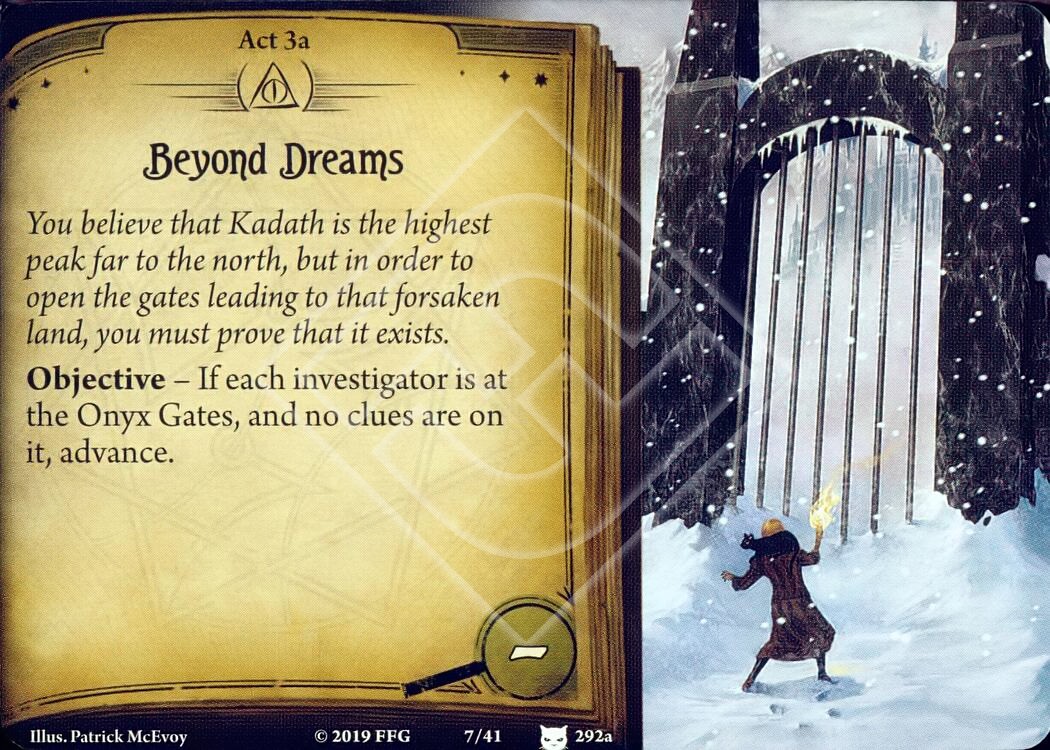 Act 3a
Beyond Dreams
You believe that Kadath is the highest
peak far to the north, but in order to
open the gates leading to that forsaken
land, you must prove that it exists.
Objective – If each investigator is at
the Onyx Gates, and no clues are on
it, advance.
-
Illus. Patrick McEvoy © 2019 FFG 7/41 292a